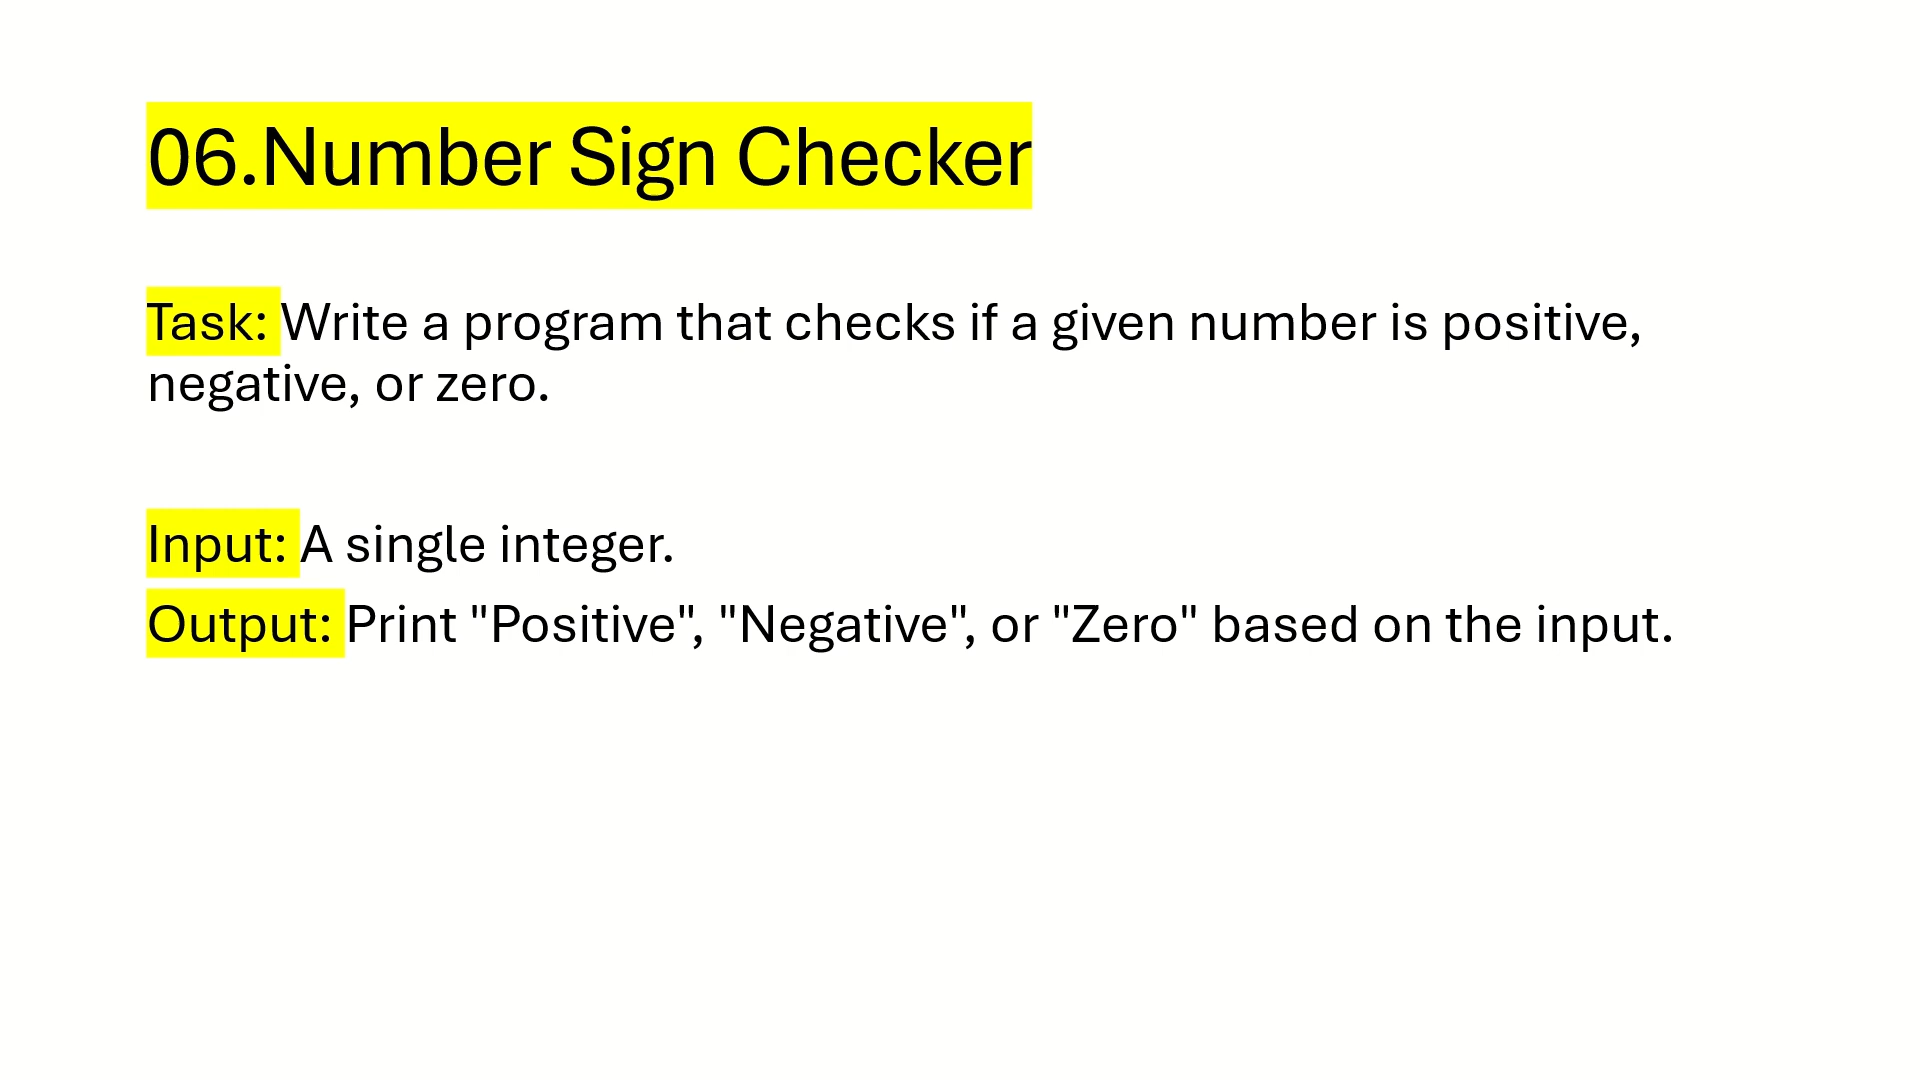 06.Number Sign Checker
Task: Write a program that checks if a given number is positive,
negative, or zero.
Input: A single integer.
Output: Print "Positive", "Negative", or "Zero" based on the input.